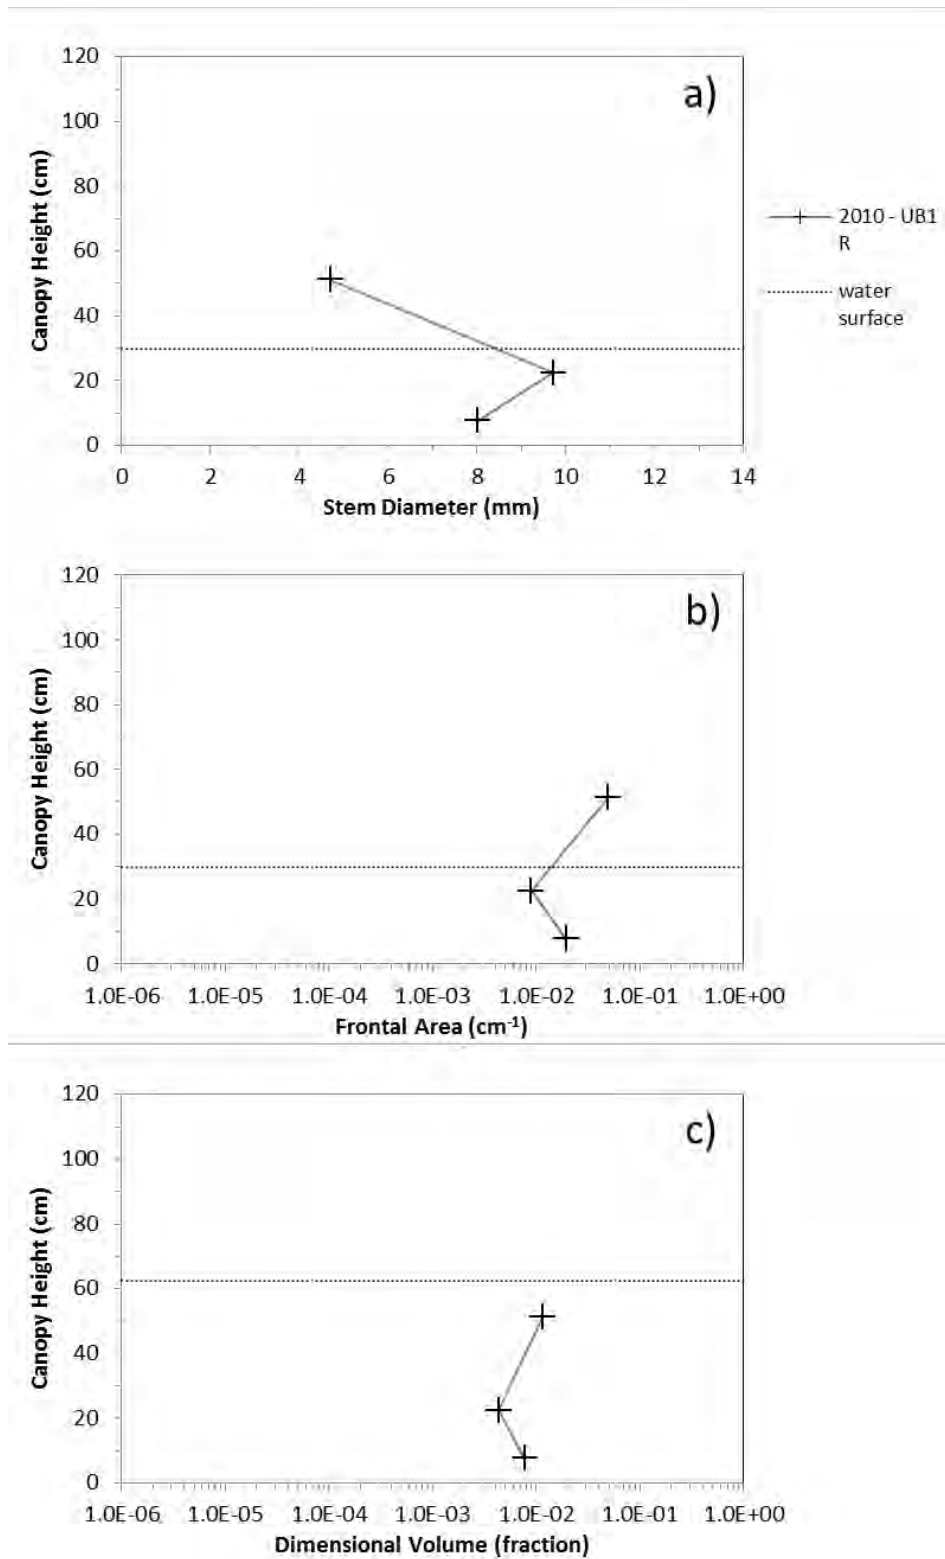 a)
120
100
80
60
40
20
0
Canopy Height (cm)
0 2 4 6 8 10 12 14
Stem Diameter (mm)
2010 - UB1
R
water
surface
b)
120
100
80
60
40
20
0
Canopy Height (cm)
1.0E-06 1.0E-05 1.0E-04 1.0E-03 1.0E-02 1.0E-01 1.0E+00
Frontal Area (cm⁻¹)
c)
120
100
80
60
40
20
0
Canopy Height (cm)
1.0E-06 1.0E-05 1.0E-04 1.0E-03 1.0E-02 1.0E-01 1.0E+00
Dimensional Volume (fraction)